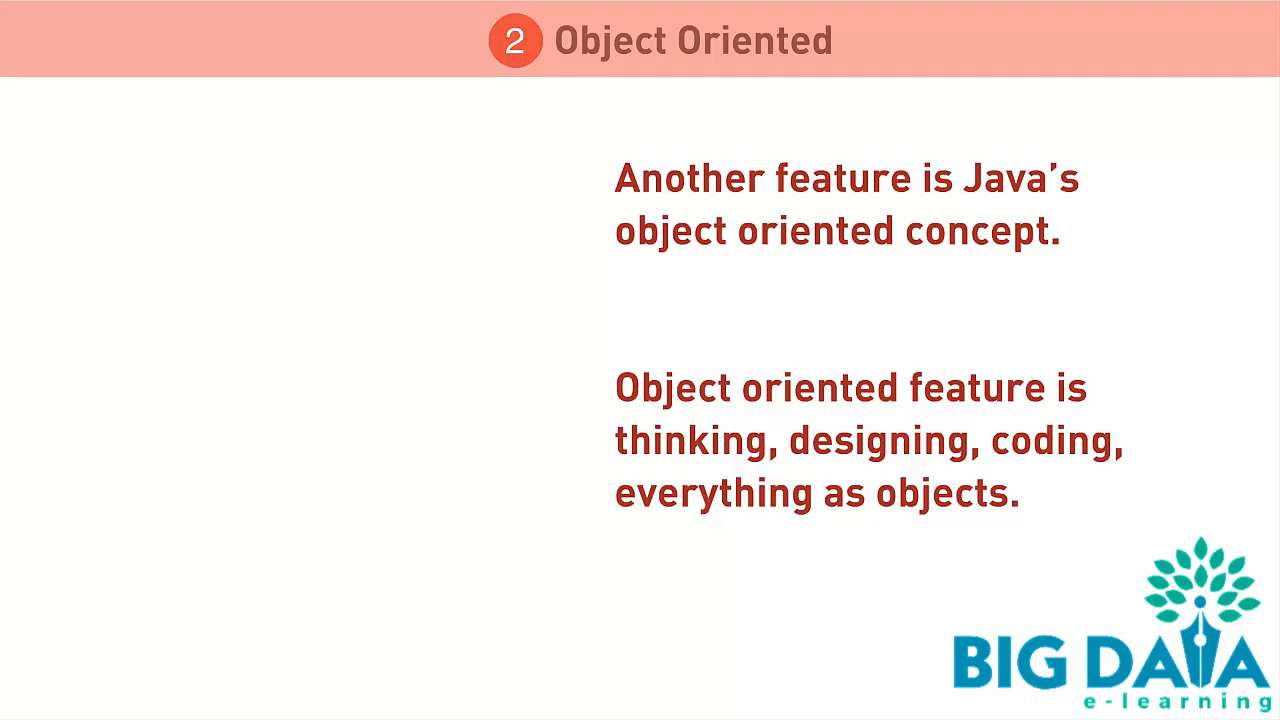 2 Object Oriented
Another feature is Java’s
object oriented concept.
Object oriented feature is
thinking, designing, coding,
everything as objects.
BIG DATA
e-learning